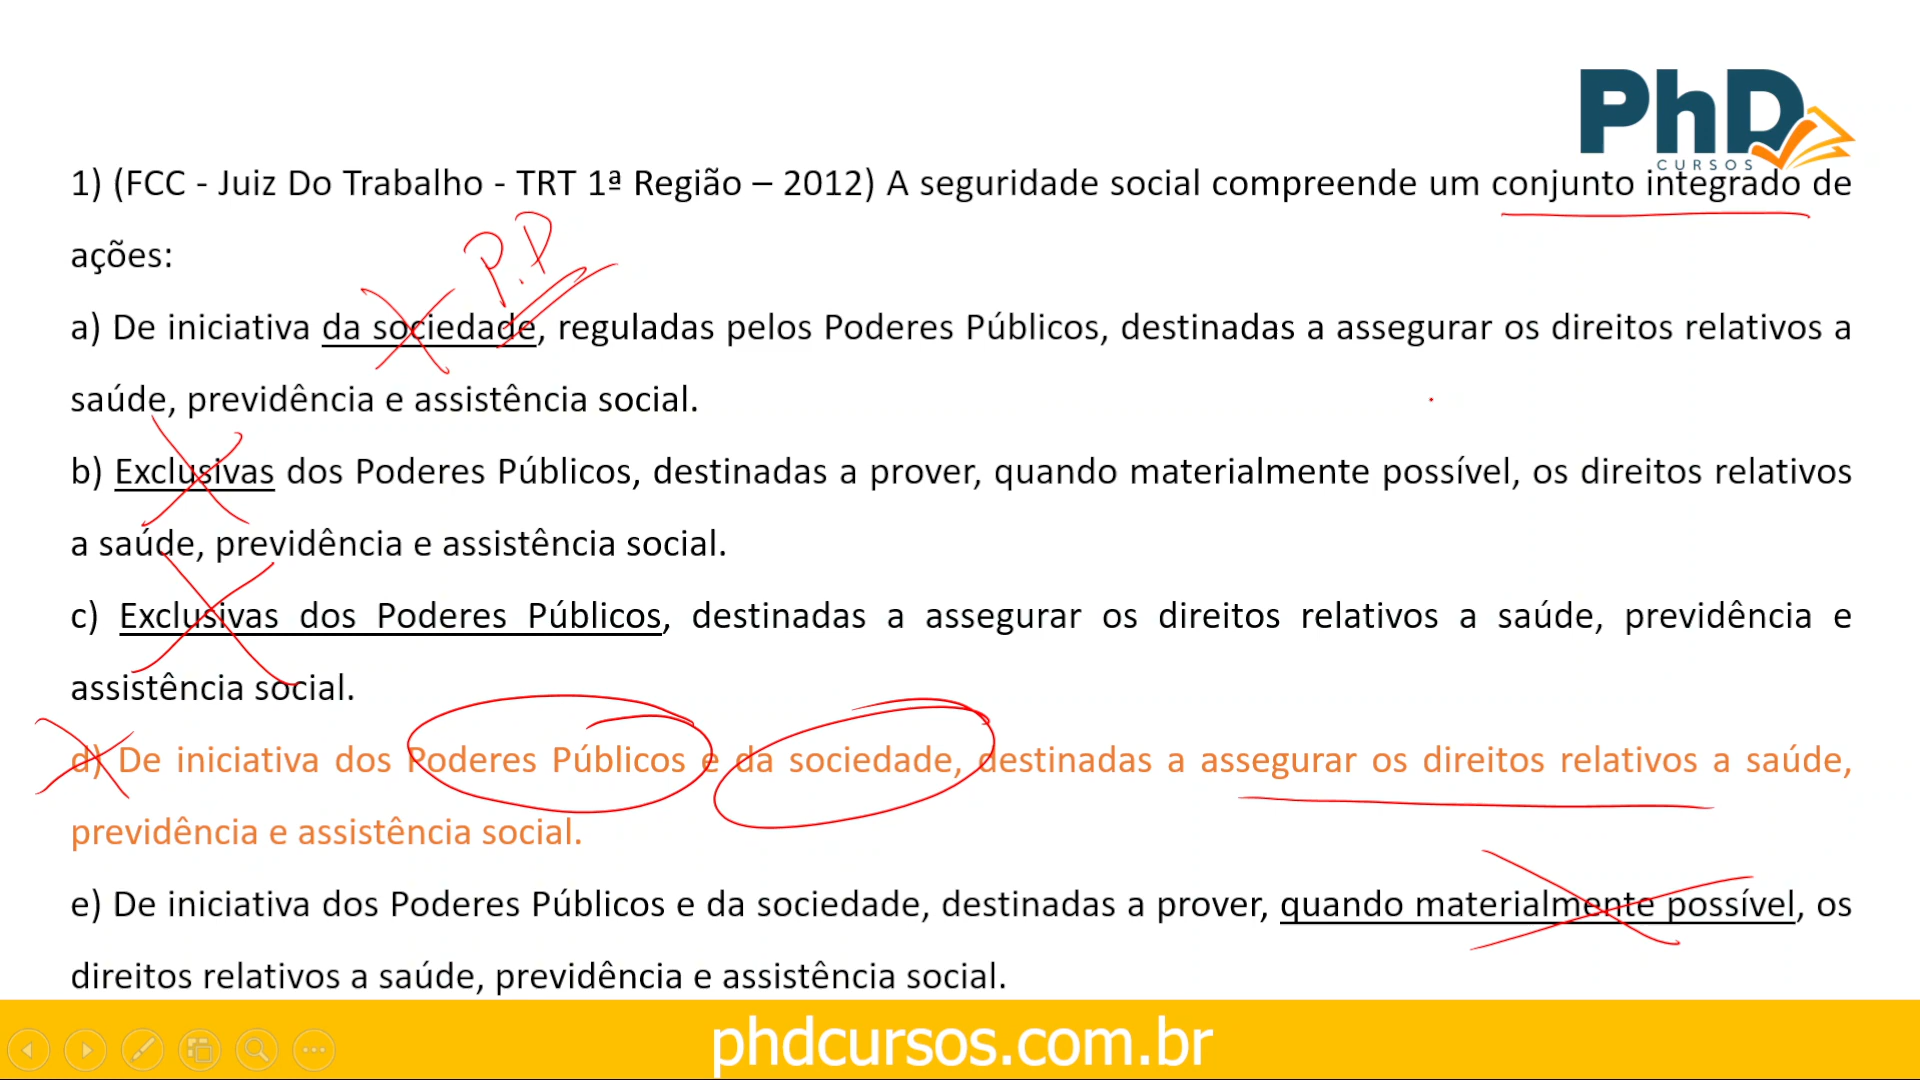 PhD
CURSOS
1) (FCC - Juiz Do Trabalho - TRT 1ª Região – 2012) A seguridade social compreende um conjunto integrado de
ações:
P.P
a) De iniciativa da sociedade, reguladas pelos Poderes Públicos, destinadas a assegurar os direitos relativos a
saúde, previdência e assistência social.
b) Exclusivas dos Poderes Públicos, destinadas a prover, quando materialmente possível, os direitos relativos
a saúde, previdência e assistência social.
c) Exclusivas dos Poderes Públicos, destinadas a assegurar os direitos relativos a saúde, previdência e
assistência social.
d) De iniciativa dos Poderes Públicos e da sociedade, destinadas a assegurar os direitos relativos a saúde,
previdência e assistência social.
e) De iniciativa dos Poderes Públicos e da sociedade, destinadas a prover, quando materialmente possível, os
direitos relativos a saúde, previdência e assistência social.
phdcursos.com.br